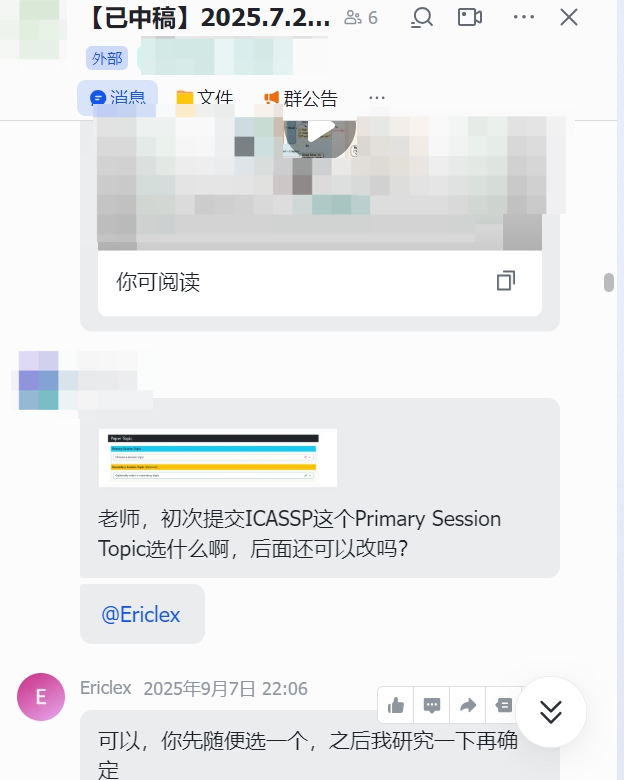 【已中稿】2025.7.2... 6
外部
消息 文件 群公告
你可阅读
老师，初次提交ICASSP这个Primary Session
Topic选什么啊，后面还可以改吗？
@Ericlex
E
Ericlex 2025年9月7日 22:06
可以，你先随便选一个，之后我研究一下再确
定